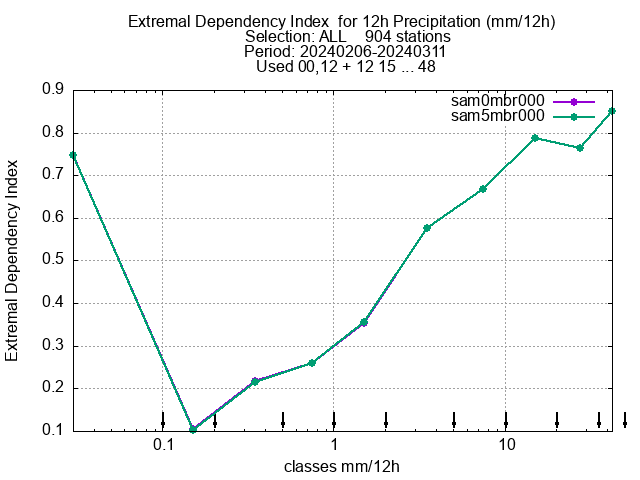 Extremal Dependency Index  for 12h Precipitation (mm/12h)
Selection: ALL    904 stations
Period: 20240206-20240311
Used 00,12 + 12 15 ... 48
sam0mbr000
sam5mbr000
0.9
0.8
0.7
0.6
0.5
0.4
0.3
0.2
0.1
Extremal Dependency Index
0.1 1 10
classes mm/12h